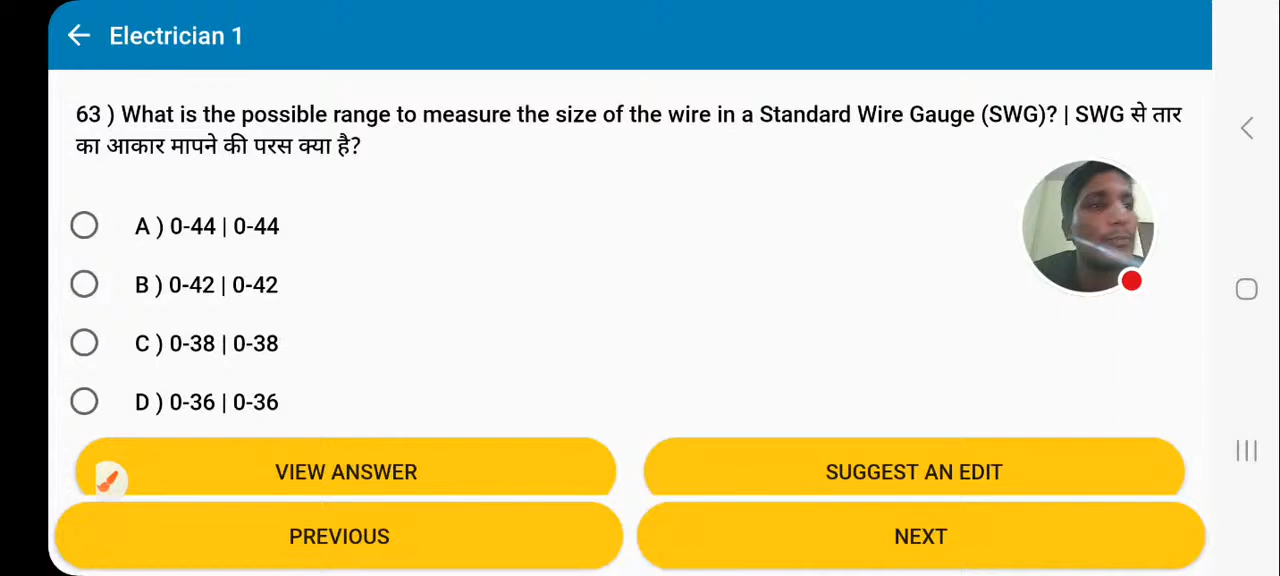 Electrician 1
63 ) What is the possible range to measure the size of the wire in a Standard Wire Gauge (SWG)? | SWG से तार
का आकार मापने की परस क्या है?
A ) 0-44 | 0-44
B ) 0-42 | 0-42
C ) 0-38 | 0-38
D ) 0-36 | 0-36
VIEW ANSWER
SUGGEST AN EDIT
PREVIOUS
NEXT